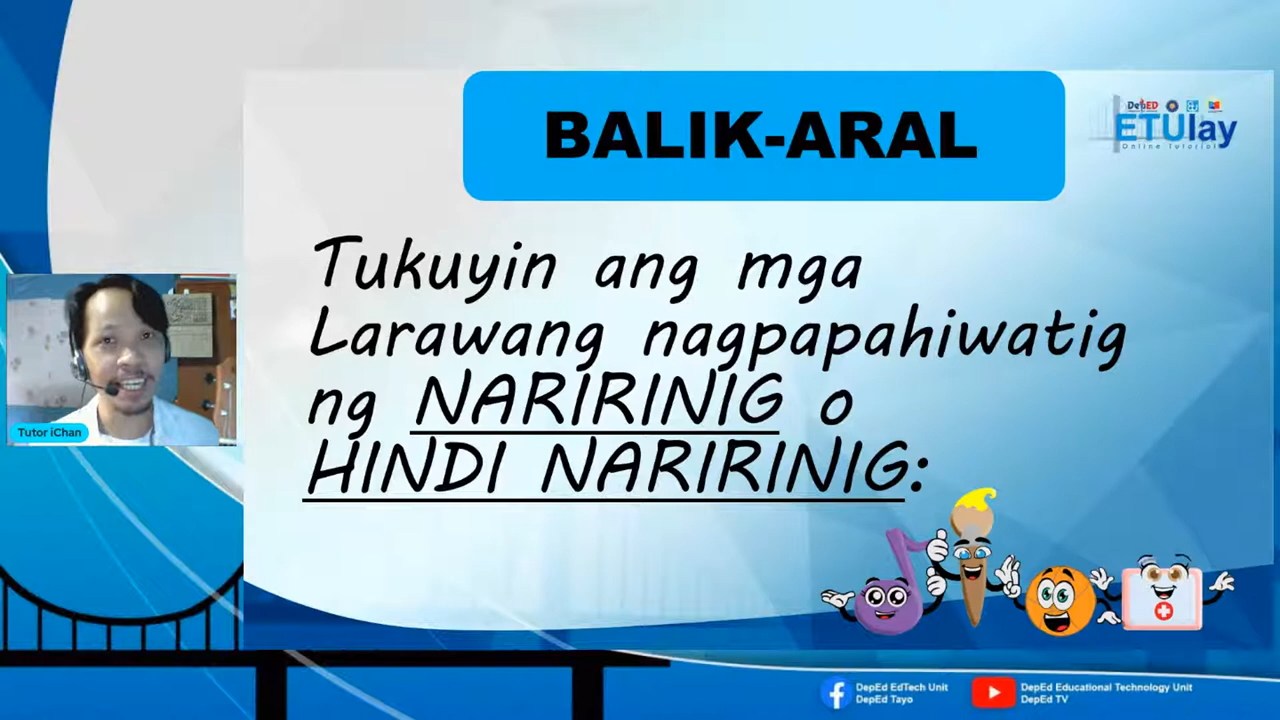 BALIK-ARAL
DepED
ETUlay
Online Tutorial
Tukuyin ang mga
Larawang nagpapahiwatig
ng NARIRINIG o
HINDI NARIRINIG:
Tutor iChan
DepEd EdTech Unit
DepEd Tayo
DepEd Educational Technology Unit
DepEd TV